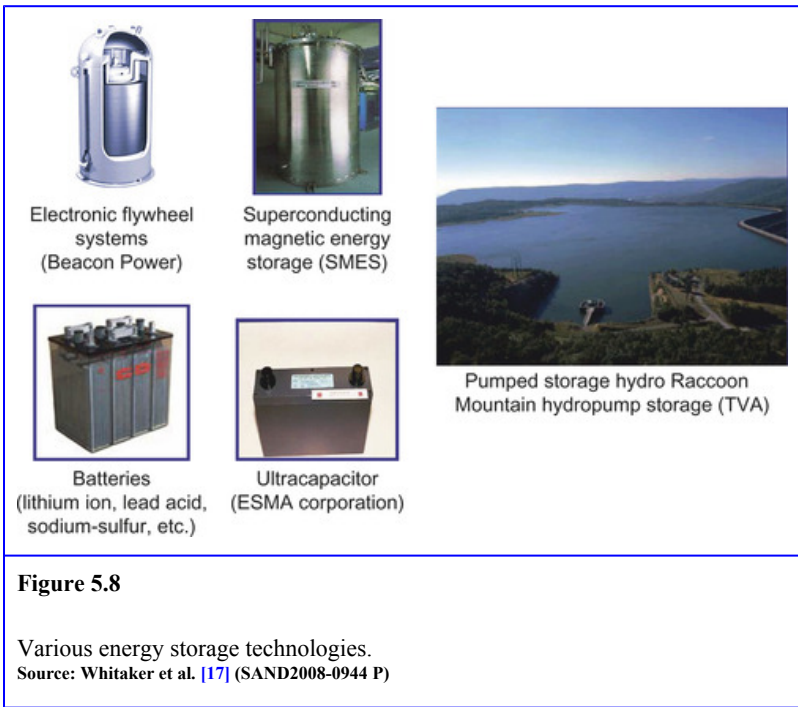 Electronic flywheel
systems
(Beacon Power)
Superconducting
magnetic energy
storage (SMES)
Pumped storage hydro Raccoon
Mountain hydropump storage (TVA)
Batteries
(lithium ion, lead acid,
sodium-sulfur, etc.)
Ultracapacitor
(ESMA corporation)
Figure 5.8
Various energy storage technologies.
Source: Whitaker et al. [17] (SAND2008-0944 P)